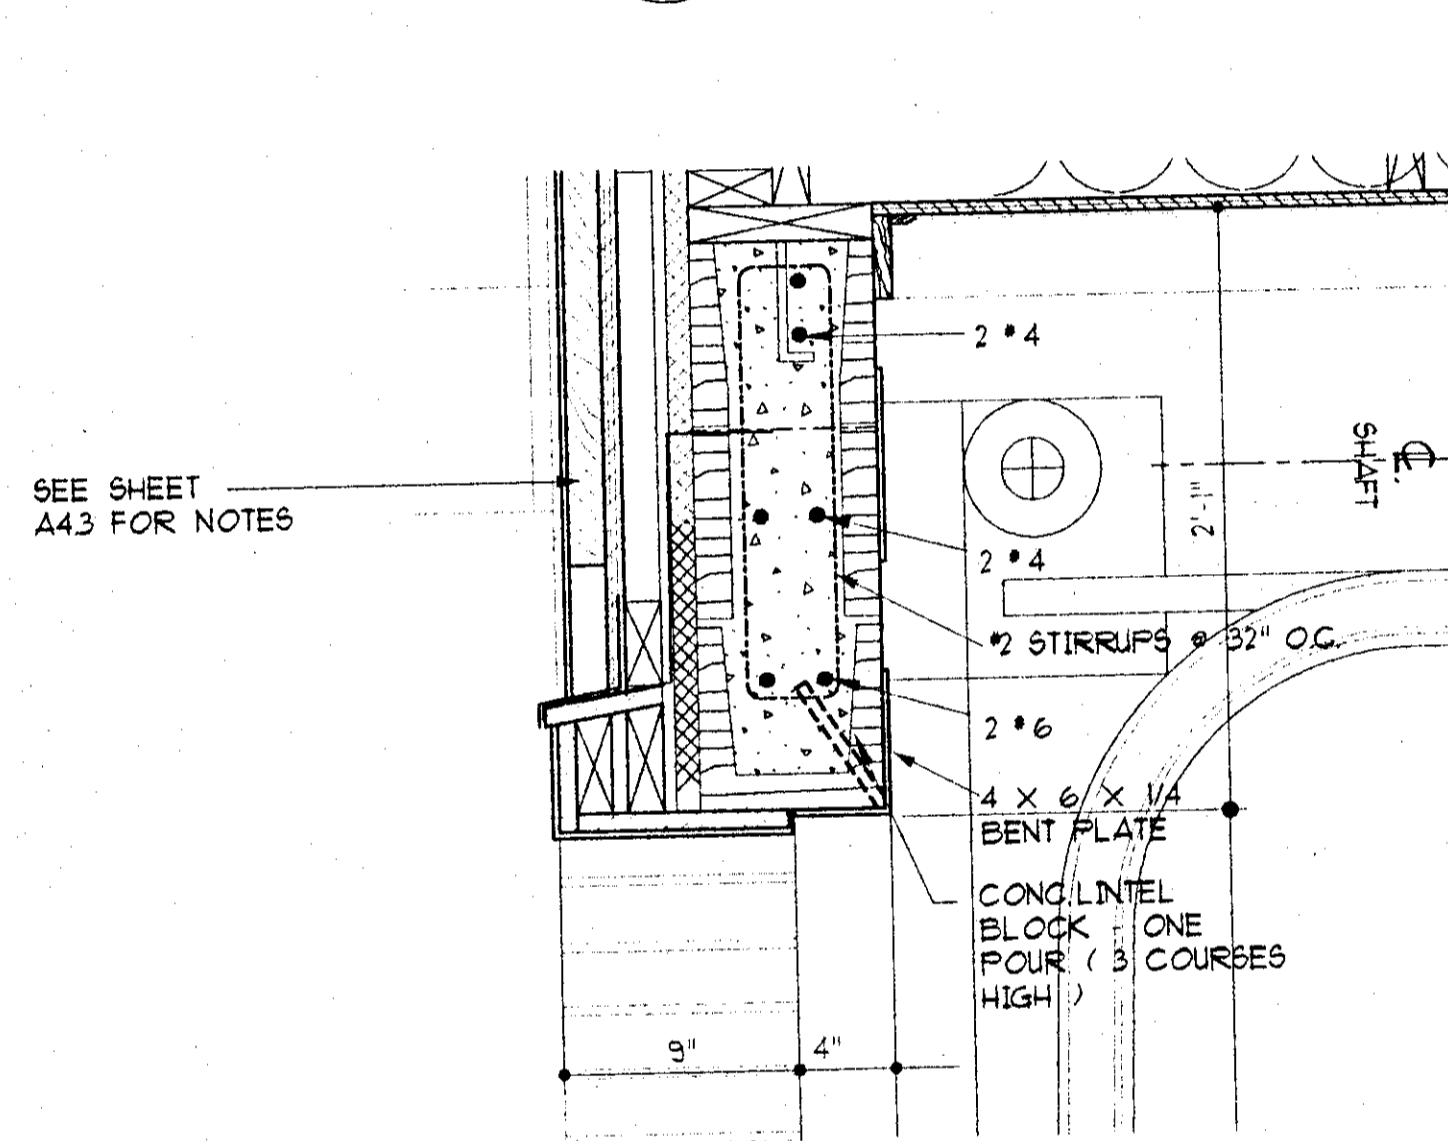 2 #4
SEE SHEET
A43 FOR NOTES
℄.
SHAFT
2'-1"
2 #4
#2 STIRRUPS @ 32" O.C.
2 #6
4 X 6 X 1/4
BENT PLATE
CONC. LINTEL
BLOCK - ONE
POUR ( 3 COURSES
HIGH )
9"
4"